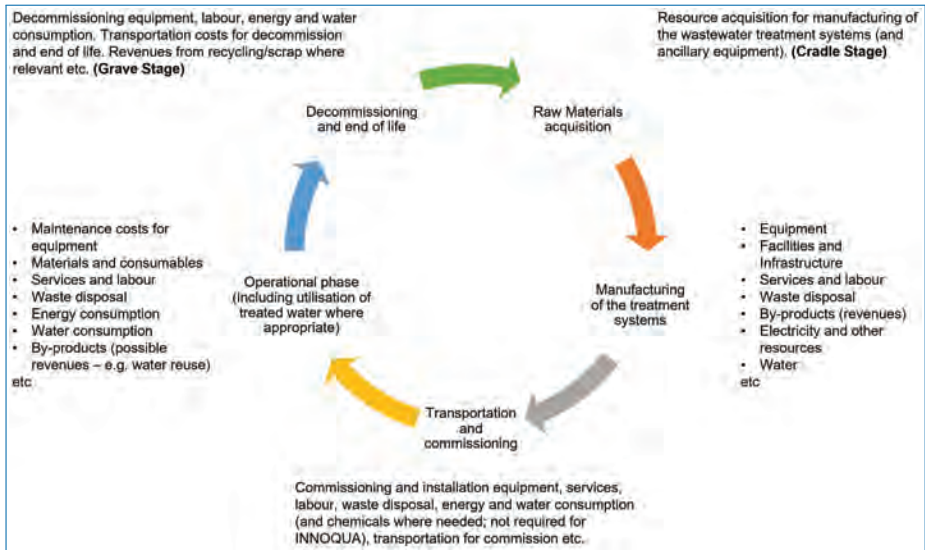 Decommissioning equipment, labour, energy and water
consumption. Transportation costs for decommission
and end of life. Revenues from recycling/scrap where
relevant etc. (Grave Stage)
Resource acquisition for manufacturing of
the wastewater treatment systems (and
ancillary equipment). (Cradle Stage)
Decommissioning
and end of life
Raw Materials
acquisition
• Maintenance costs for
equipment
• Materials and consumables
• Services and labour
• Waste disposal
• Energy consumption
• Water consumption
• By-products (possible
revenues – e.g. water reuse)
etc
Operational phase
(including utilisation of
treated water where
appropriate)
Manufacturing
of the treatment
systems
• Equipment
• Facilities and
Infrastructure
• Services and labour
• Waste disposal
• By-products (revenues)
• Electricity and other
resources
• Water
etc
Transportation
and
commissioning
Commissioning and installation equipment, services,
labour, waste disposal, energy and water consumption
(and chemicals where needed; not required for
INNOQUA), transportation for commission etc.